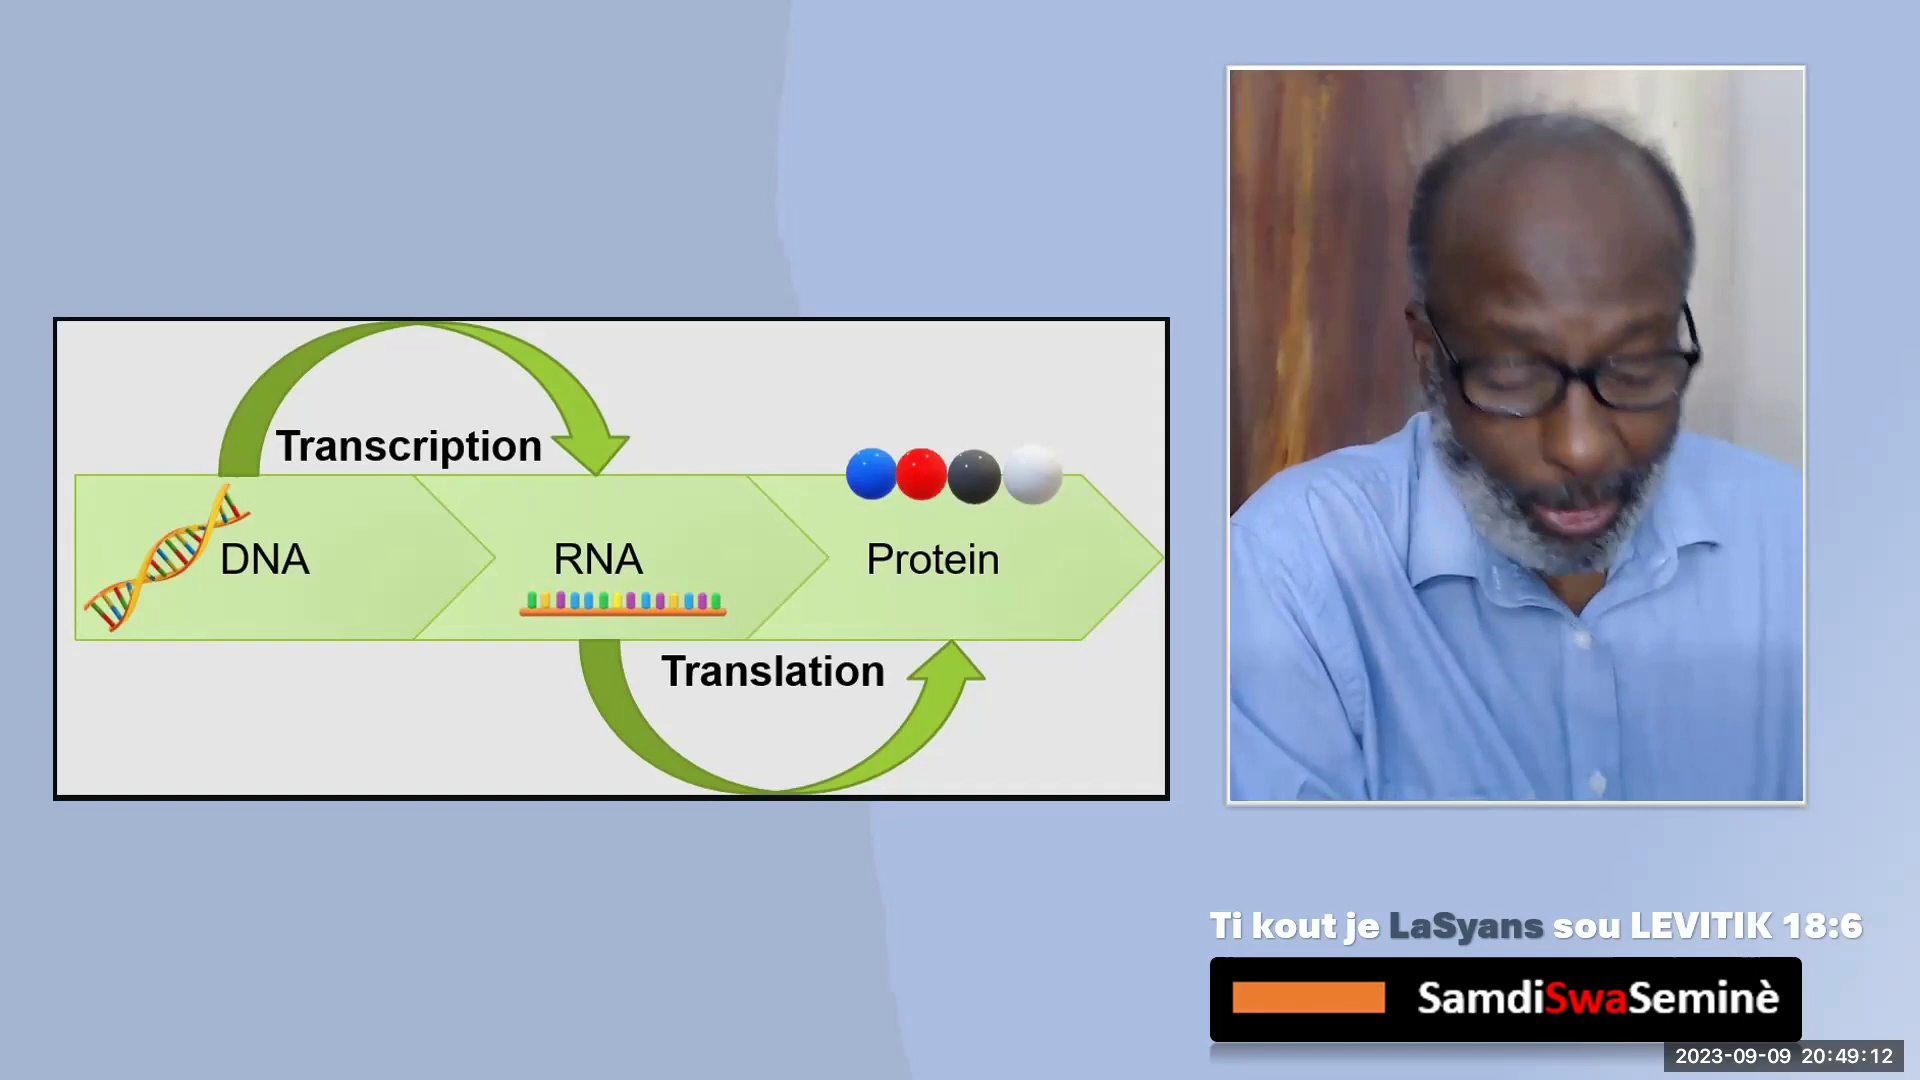 Transcription
DNA
RNA
Protein
Translation
Ti kout je LaSyans sou LEVITIK 18:6
SamdiSwaSeminè
2023-09-09 20:49:12